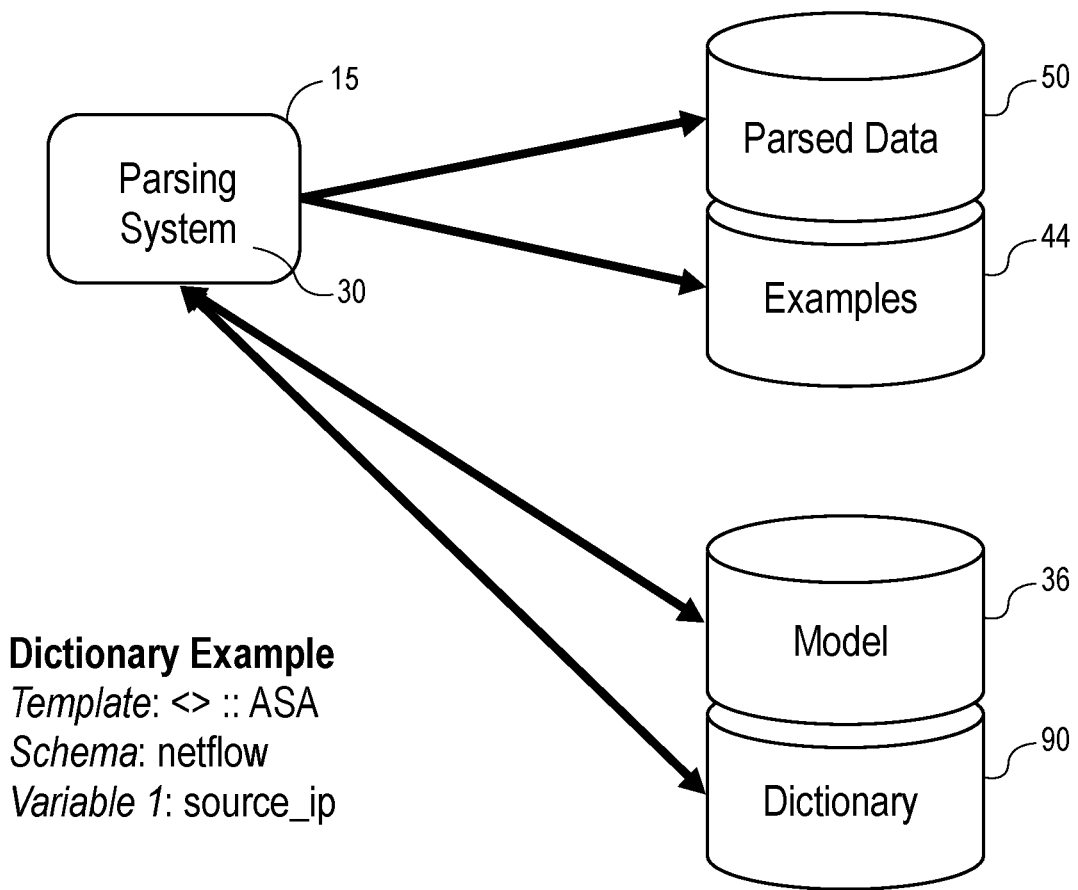 15
Parsing
System
30
Parsed Data
50
Examples
44
Model
36
Dictionary
90
Dictionary Example
Template: <> :: ASA
Schema: netflow
Variable 1: source_ip